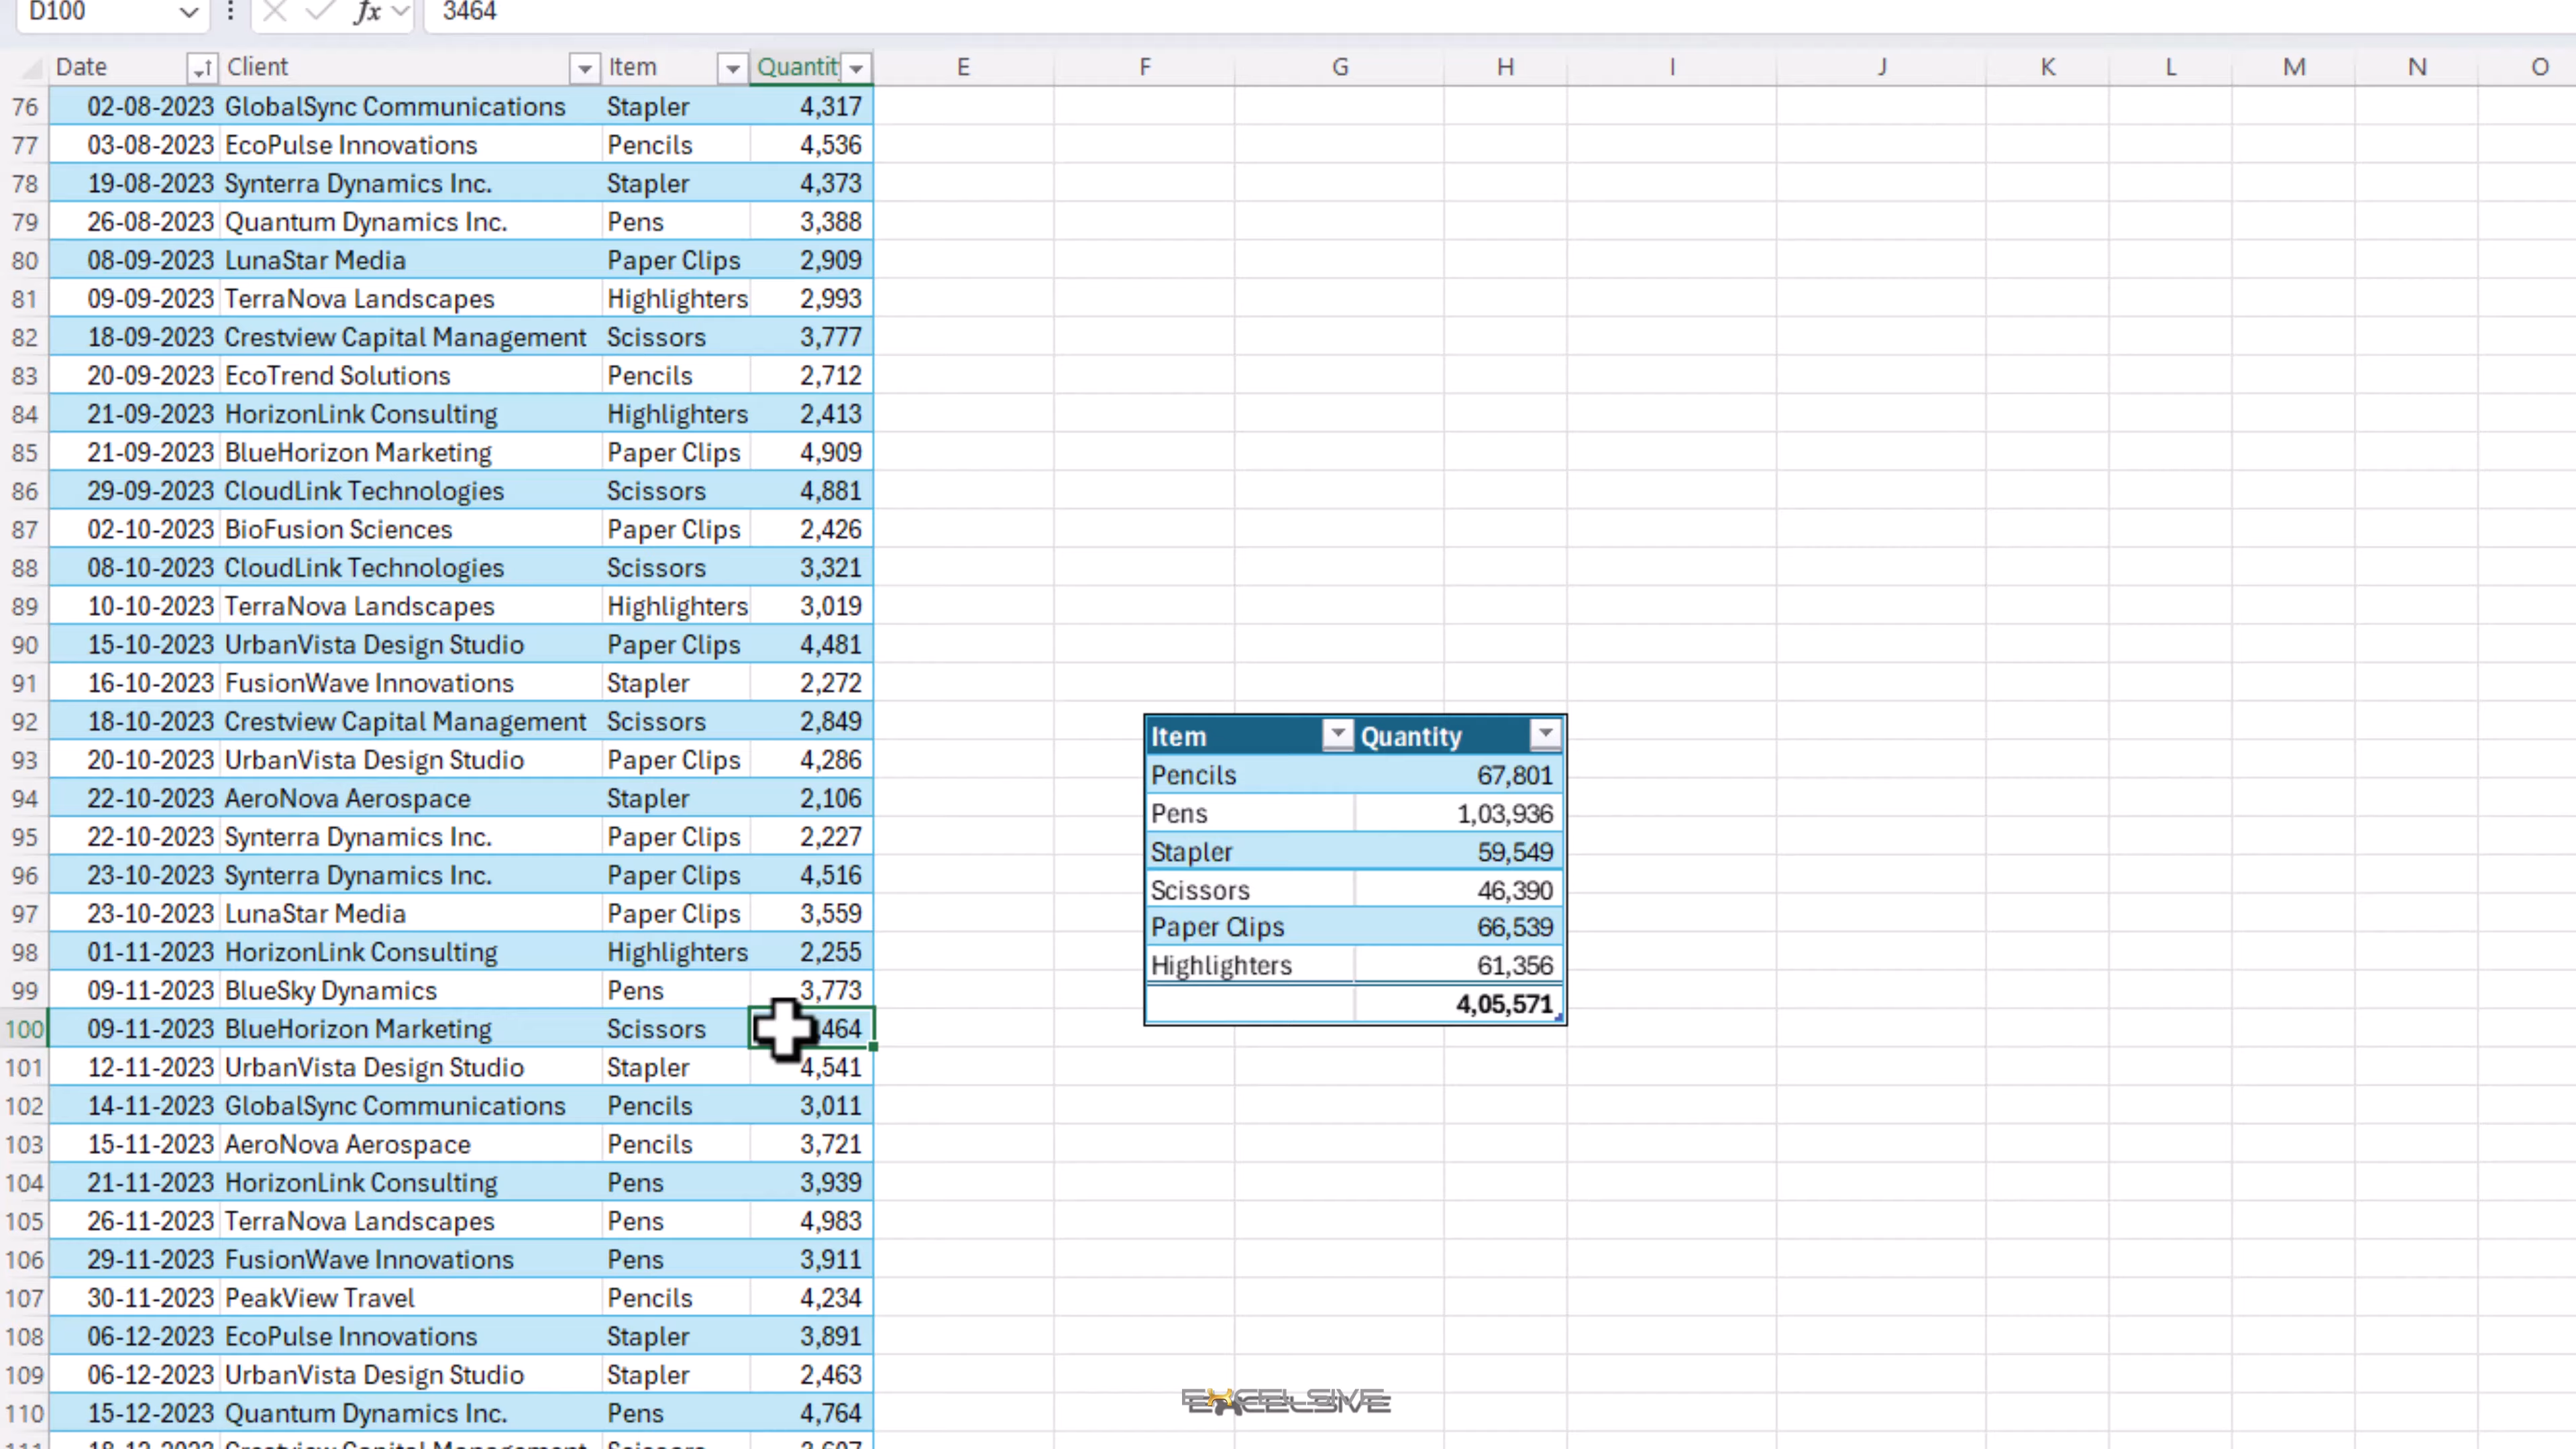 D100 fx 3464
Date Client Item Quantit E F G H I J K L M N O
76 02-08-2023 GlobalSync Communications Stapler 4,317
77 03-08-2023 EcoPulse Innovations Pencils 4,536
78 19-08-2023 Synterra Dynamics Inc. Stapler 4,373
79 26-08-2023 Quantum Dynamics Inc. Pens 3,388
80 08-09-2023 LunaStar Media Paper Clips 2,909
81 09-09-2023 TerraNova Landscapes Highlighters 2,993
82 18-09-2023 Crestview Capital Management Scissors 3,777
83 20-09-2023 EcoTrend Solutions Pencils 2,712
84 21-09-2023 HorizonLink Consulting Highlighters 2,413
85 21-09-2023 BlueHorizon Marketing Paper Clips 4,909
86 29-09-2023 CloudLink Technologies Scissors 4,881
87 02-10-2023 BioFusion Sciences Paper Clips 2,426
88 08-10-2023 CloudLink Technologies Scissors 3,321
89 10-10-2023 TerraNova Landscapes Highlighters 3,019
90 15-10-2023 UrbanVista Design Studio Paper Clips 4,481
91 16-10-2023 FusionWave Innovations Stapler 2,272
92 18-10-2023 Crestview Capital Management Scissors 2,849
93 20-10-2023 UrbanVista Design Studio Paper Clips 4,286
94 22-10-2023 AeroNova Aerospace Stapler 2,106
95 22-10-2023 Synterra Dynamics Inc. Paper Clips 2,227
96 23-10-2023 Synterra Dynamics Inc. Paper Clips 4,516
97 23-10-2023 LunaStar Media Paper Clips 3,559
98 01-11-2023 HorizonLink Consulting Highlighters 2,255
99 09-11-2023 BlueSky Dynamics Pens 3,773
100 09-11-2023 BlueHorizon Marketing Scissors 464
101 12-11-2023 UrbanVista Design Studio Stapler 4,541
102 14-11-2023 GlobalSync Communications Pencils 3,011
103 15-11-2023 AeroNova Aerospace Pencils 3,721
104 21-11-2023 HorizonLink Consulting Pens 3,939
105 26-11-2023 TerraNova Landscapes Pens 4,983
106 29-11-2023 FusionWave Innovations Pens 3,911
107 30-11-2023 PeakView Travel Pencils 4,234
108 06-12-2023 EcoPulse Innovations Stapler 3,891
109 06-12-2023 UrbanVista Design Studio Stapler 2,463
110 15-12-2023 Quantum Dynamics Inc. Pens 4,764
Item Quantity
Pencils 67,801
Pens 1,03,936
Stapler 59,549
Scissors 46,390
Paper Clips 66,539
Highlighters 61,356
4,05,571
EXCELSIVE